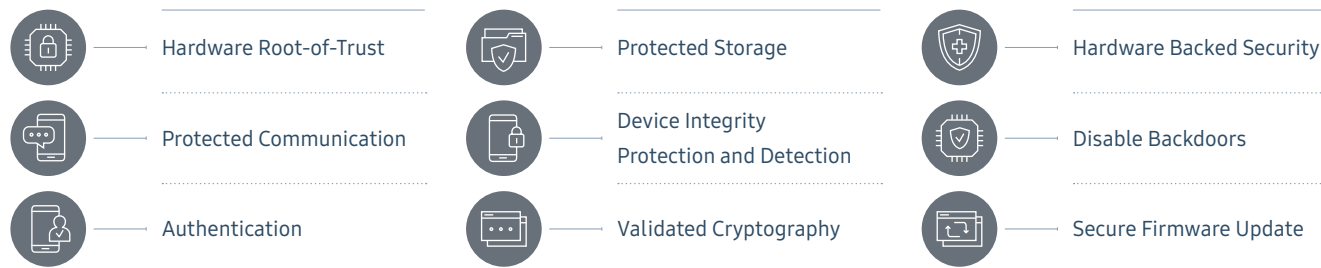 Hardware Root-of-Trust
Protected Storage
Hardware Backed Security
Protected Communication
Device Integrity
Protection and Detection
Disable Backdoors
Authentication
Validated Cryptography
Secure Firmware Update